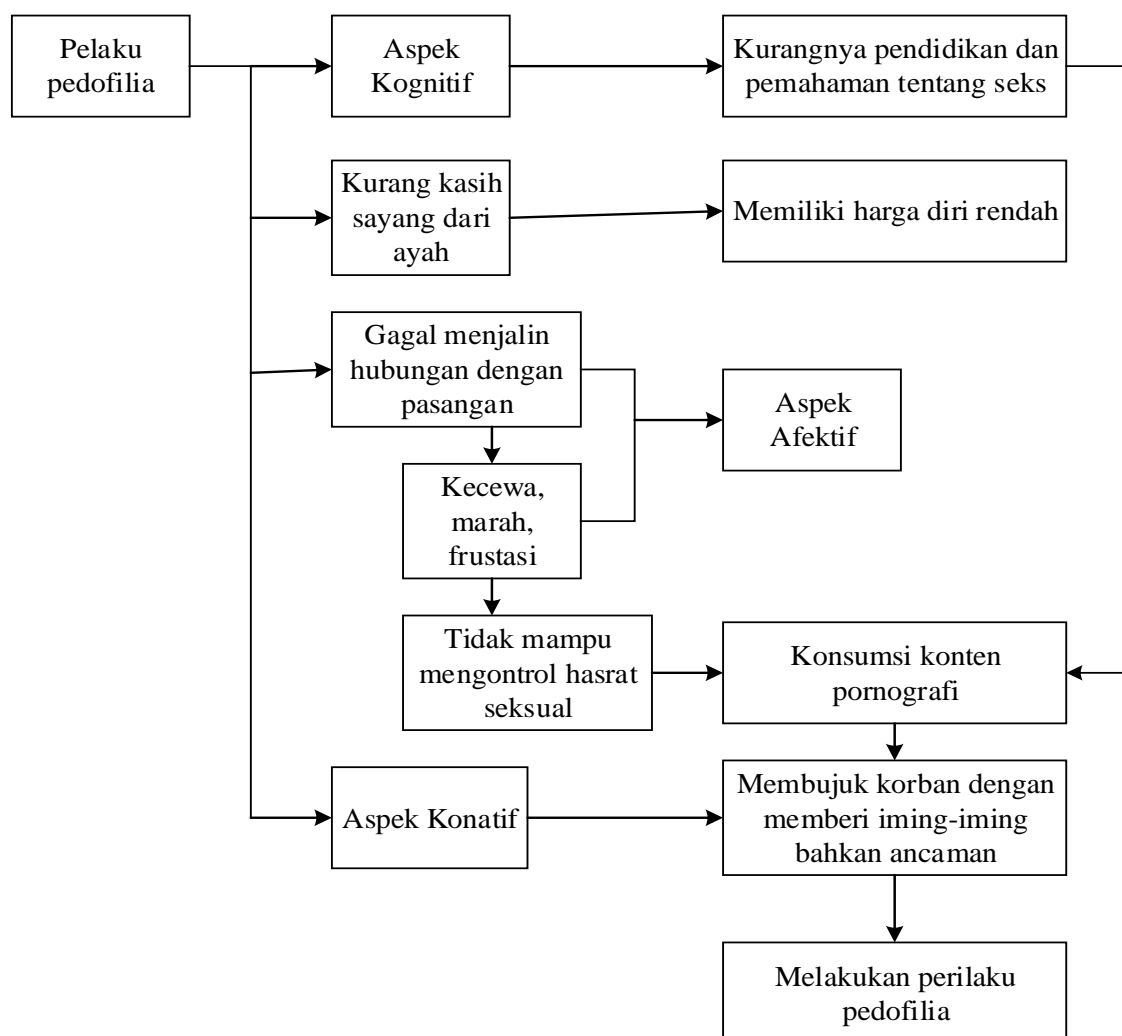 Pelaku
pedofilia
Aspek
Kognitif
Kurangnya pendidikan dan
pemahaman tentang seks
Kurang kasih
sayang dari
ayah
Memiliki harga diri rendah
Gagal menjalin
hubungan dengan
pasangan
Aspek
Afektif
Kecewa,
marah,
frustasi
Tidak mampu
mengontrol hasrat
seksual
Konsumsi konten
pornografi
Aspek Konatif
Membujuk korban dengan
memberi iming-iming
bahkan ancaman
Melakukan perilaku
pedofilia